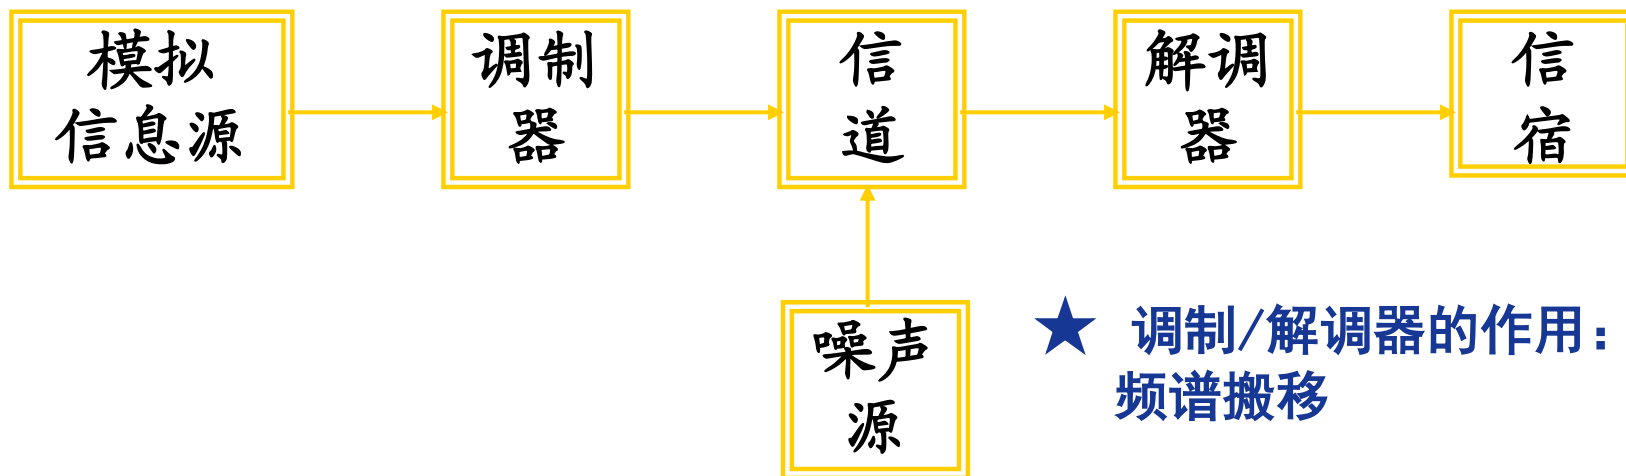 模拟
信息源
调制
器
信
道
解调
器
信
宿
噪声
源
★ 调制/解调器的作用：
频谱搬移